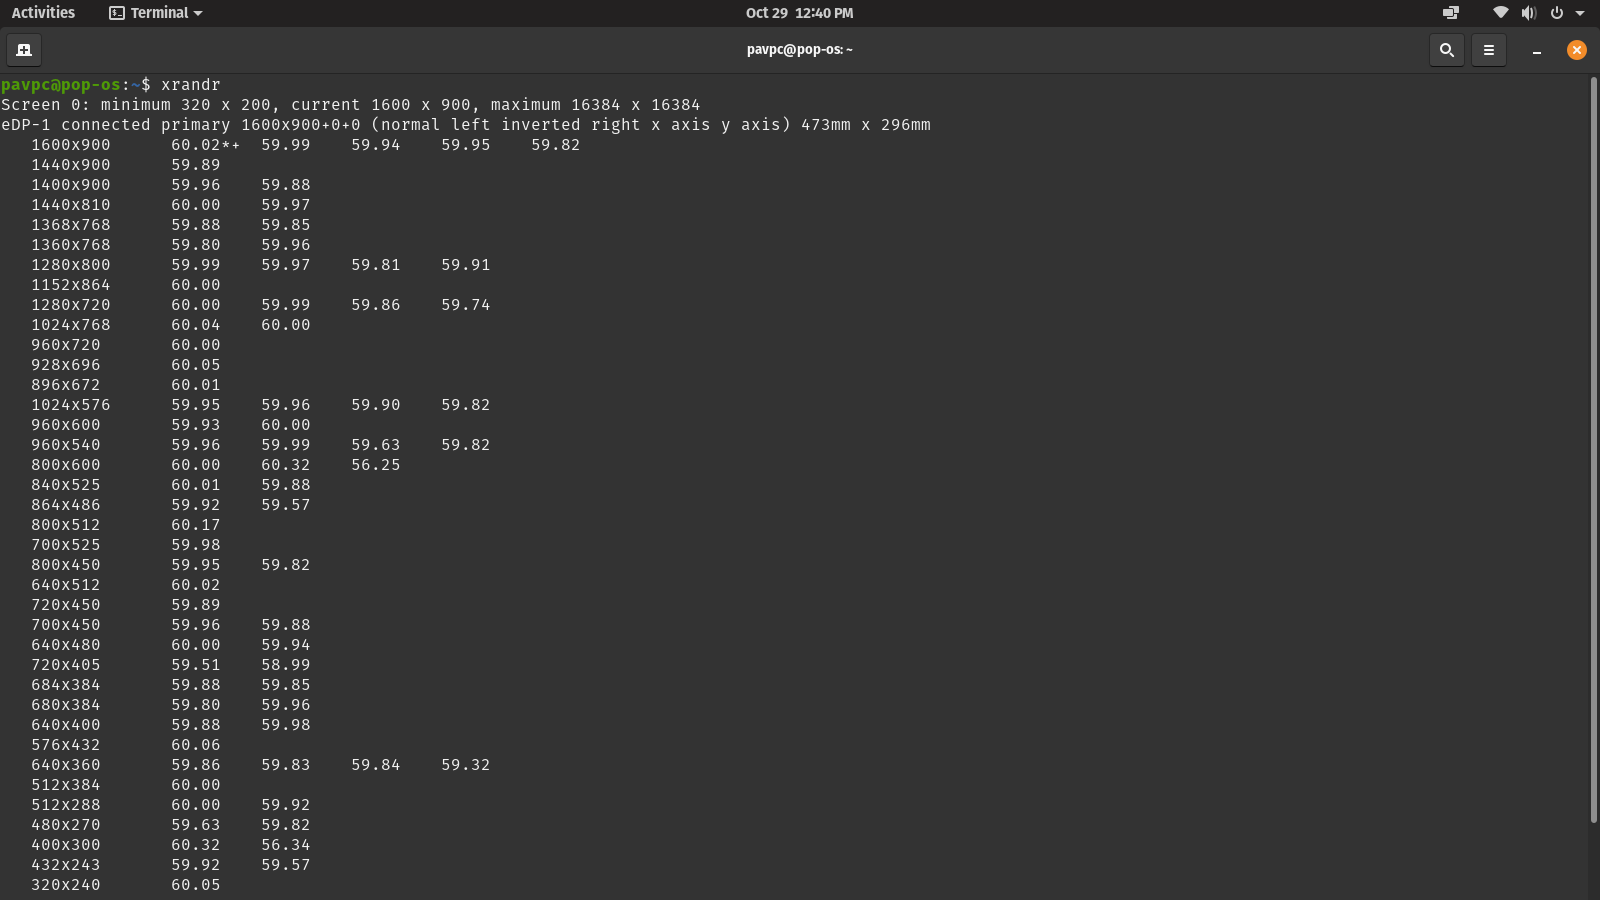 Activities Terminal Oct 29 12:40 PM
pavpc@pop-os: ~
pavpc@pop-os:~$ xrandr
Screen 0: minimum 320 x 200, current 1600 x 900, maximum 16384 x 16384
eDP-1 connected primary 1600x900+0+0 (normal left inverted right x axis y axis) 473mm x 296mm
1600x900 60.02*+ 59.99 59.94 59.95 59.82
1440x900 59.89
1400x900 59.96 59.88
1440x810 60.00 59.97
1368x768 59.88 59.85
1360x768 59.80 59.96
1280x800 59.99 59.97 59.81 59.91
1152x864 60.00
1280x720 60.00 59.99 59.86 59.74
1024x768 60.04 60.00
960x720 60.00
928x696 60.05
896x672 60.01
1024x576 59.95 59.96 59.90 59.82
960x600 59.93 60.00
960x540 59.96 59.99 59.63 59.82
800x600 60.00 60.32 56.25
840x525 60.01 59.88
864x486 59.92 59.57
800x512 60.17
700x525 59.98
800x450 59.95 59.82
640x512 60.02
720x450 59.89
700x450 59.96 59.88
640x480 60.00 59.94
720x405 59.51 58.99
684x384 59.88 59.85
680x384 59.80 59.96
640x400 59.88 59.98
576x432 60.06
640x360 59.86 59.83 59.84 59.32
512x384 60.00
512x288 60.00 59.92
480x270 59.63 59.82
400x300 60.32 56.34
432x243 59.92 59.57
320x240 60.05